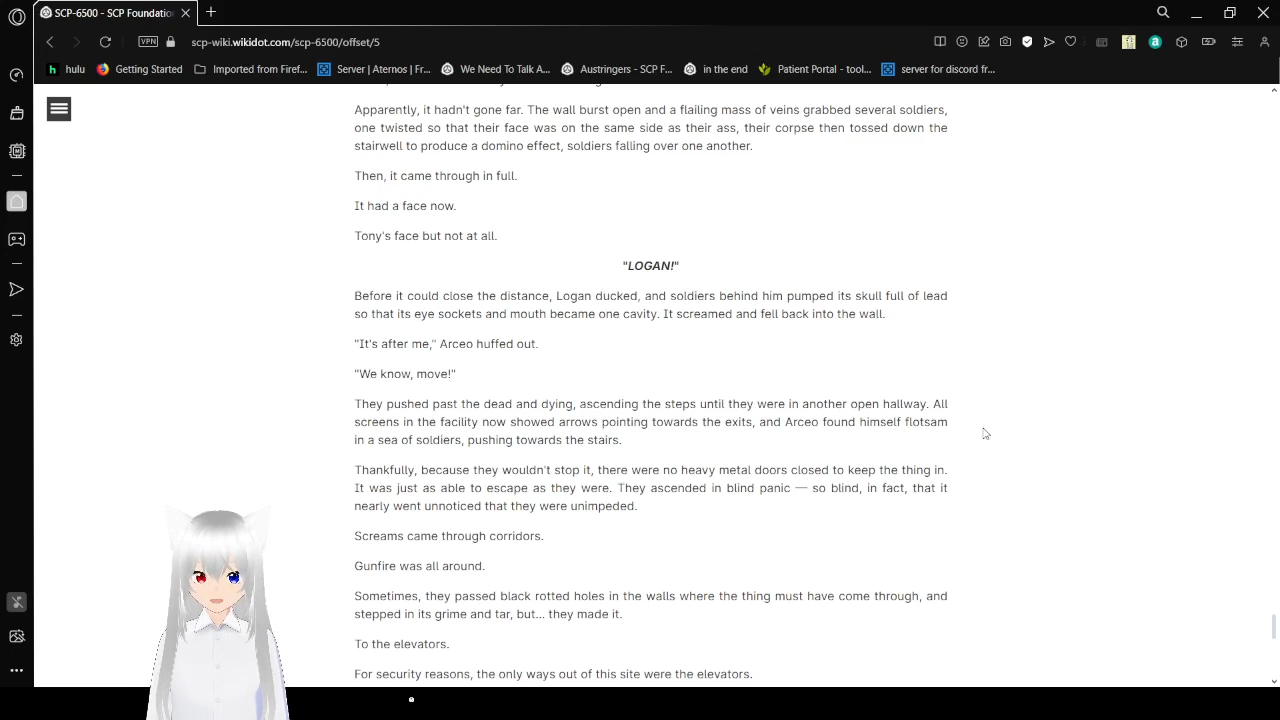 SCP-6500 - SCP Foundatio
VPN
scp-wiki.wikidot.com/scp-6500/offset/5
hulu
Getting Started
Imported from Firef...
Server | Aternos | Fr...
We Need To Talk A...
Austringers - SCP F...
in the end
Patient Portal - tool...
server for discord fr...
Apparently, it hadn't gone far. The wall burst open and a flailing mass of veins grabbed several soldiers,
one twisted so that their face was on the same side as their ass, their corpse then tossed down the
stairwell to produce a domino effect, soldiers falling over one another.
Then, it came through in full.
It had a face now.
Tony's face but not at all.
"LOGAN!"
Before it could close the distance, Logan ducked, and soldiers behind him pumped its skull full of lead
so that its eye sockets and mouth became one cavity. It screamed and fell back into the wall.
"It's after me," Arceo huffed out.
"We know, move!"
They pushed past the dead and dying, ascending the steps until they were in another open hallway. All
screens in the facility now showed arrows pointing towards the exits, and Arceo found himself flotsam
in a sea of soldiers, pushing towards the stairs.
Thankfully, because they wouldn't stop it, there were no heavy metal doors closed to keep the thing in.
It was just as able to escape as they were. They ascended in blind panic — so blind, in fact, that it
nearly went unnoticed that they were unimpeded.
Screams came through corridors.
Gunfire was all around.
Sometimes, they passed black rotted holes in the walls where the thing must have come through, and
stepped in its grime and tar, but... they made it.
To the elevators.
For security reasons, the only ways out of this site were the elevators.